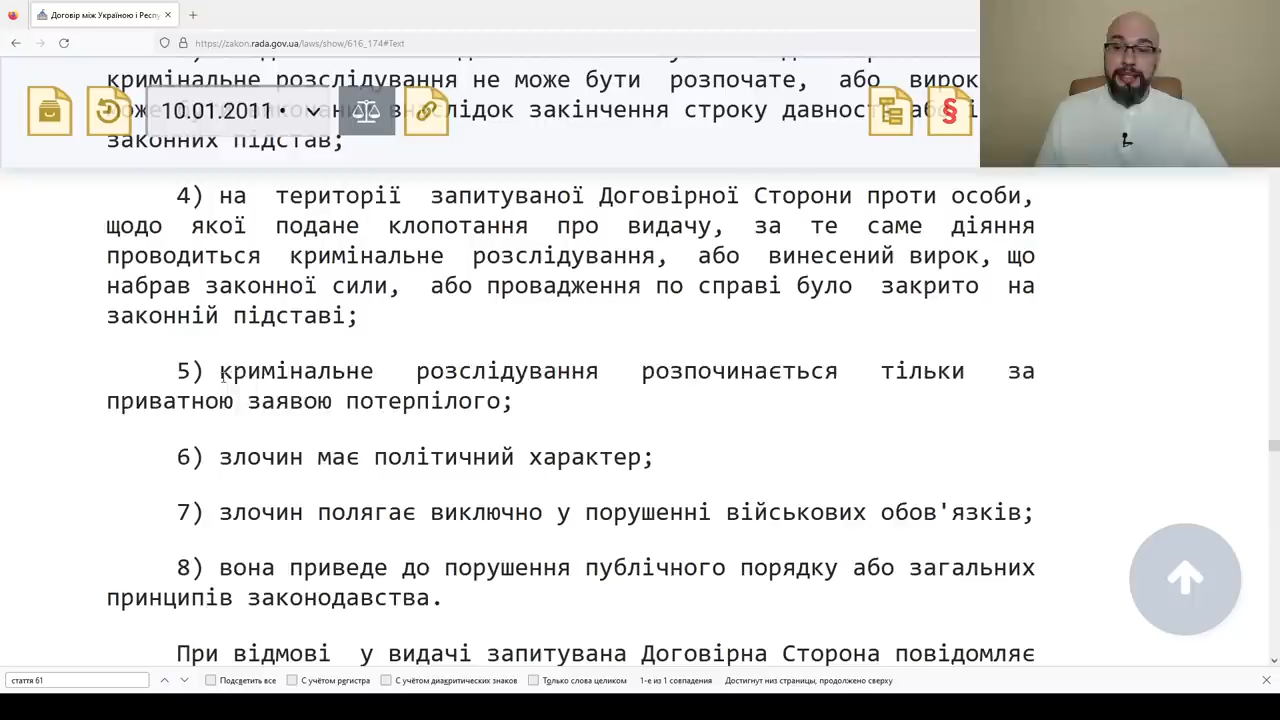 Договір між Україною і Респу
https://zakon.rada.gov.ua/laws/show/616_174#Text
кримінальне розслідування не може бути розпочате, або вирок
10.01.2011
внаслідок закінчення строку давност
законних підстав;
4) на території запитуваної Договірної Сторони проти особи,
щодо якої подане клопотання про видачу, за те саме діяння
проводиться кримінальне розслідування, або винесений вирок, що
набрав законної сили, або провадження по справі було закрито на
законній підставі;
5) кримінальне розслідування розпочинається тільки за
приватною заявою потерпілого;
6) злочин має політичний характер;
7) злочин полягає виключно у порушенні військових обов'язків;
8) вона приведе до порушення публічного порядку або загальних
принципів законодавства.
При відмові у видачі запитувана Договірна Сторона повідомляє
стаття 61
Подсветить все
С учётом регистра
С учётом диакритических знаков
Только слова целиком
1-е из 1 совпадения
Достигнут низ страницы, продолжено сверху